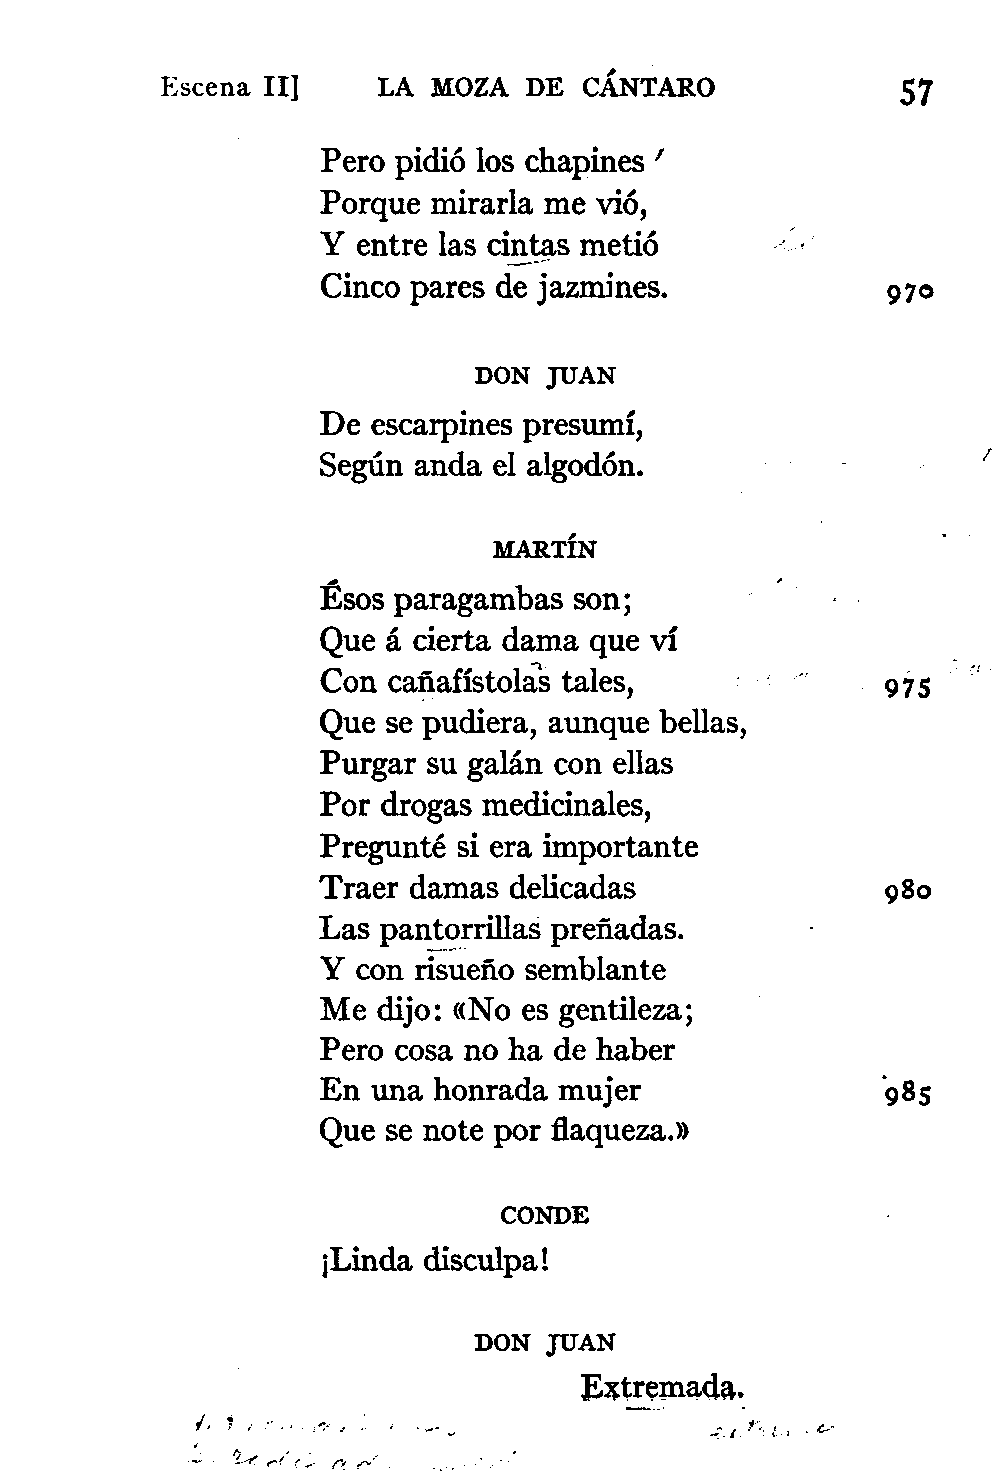 Escena II] LA MOZA DE CÁNTARO 57
Pero pidió los chapines
Porque mirarla me vió,
Y entre las cintas metió
Cinco pares de jazmines. 970
DON JUAN
De escarpines presumí,
Según anda el algodón.
MARTÍN
Ésos paragambas son;
Que á cierta dama que ví
Con cañafístolas tales, 975
Que se pudiera, aunque bellas,
Purgar su galán con ellas
Por drogas medicinales,
Pregunté si era importante
Traer damas delicadas 980
Las pantorrillas preñadas.
Y con risueño semblante
Me dijo: «No es gentileza;
Pero cosa no ha de haber
En una honrada mujer 985
Que se note por flaqueza.»
CONDE
¡Linda disculpa!
DON JUAN
Extremada.